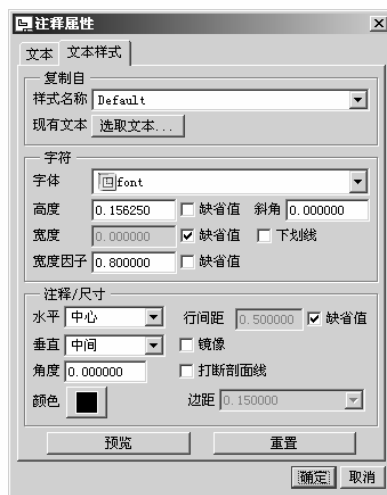 注释属性
文本 文本样式
复制自
样式名称 Default
现有文本 选取文本...
字符
字体 font
高度 0.156250 缺省值 斜角 0.000000
宽度 0.000000 缺省值 下划线
宽度因子 0.800000 缺省值
注释/尺寸
水平 中心 行间距 0.500000 缺省值
垂直 中间 镜像
角度 0.000000 打断剖面线
颜色 边距 0.150000
预览 重置
确定 取消